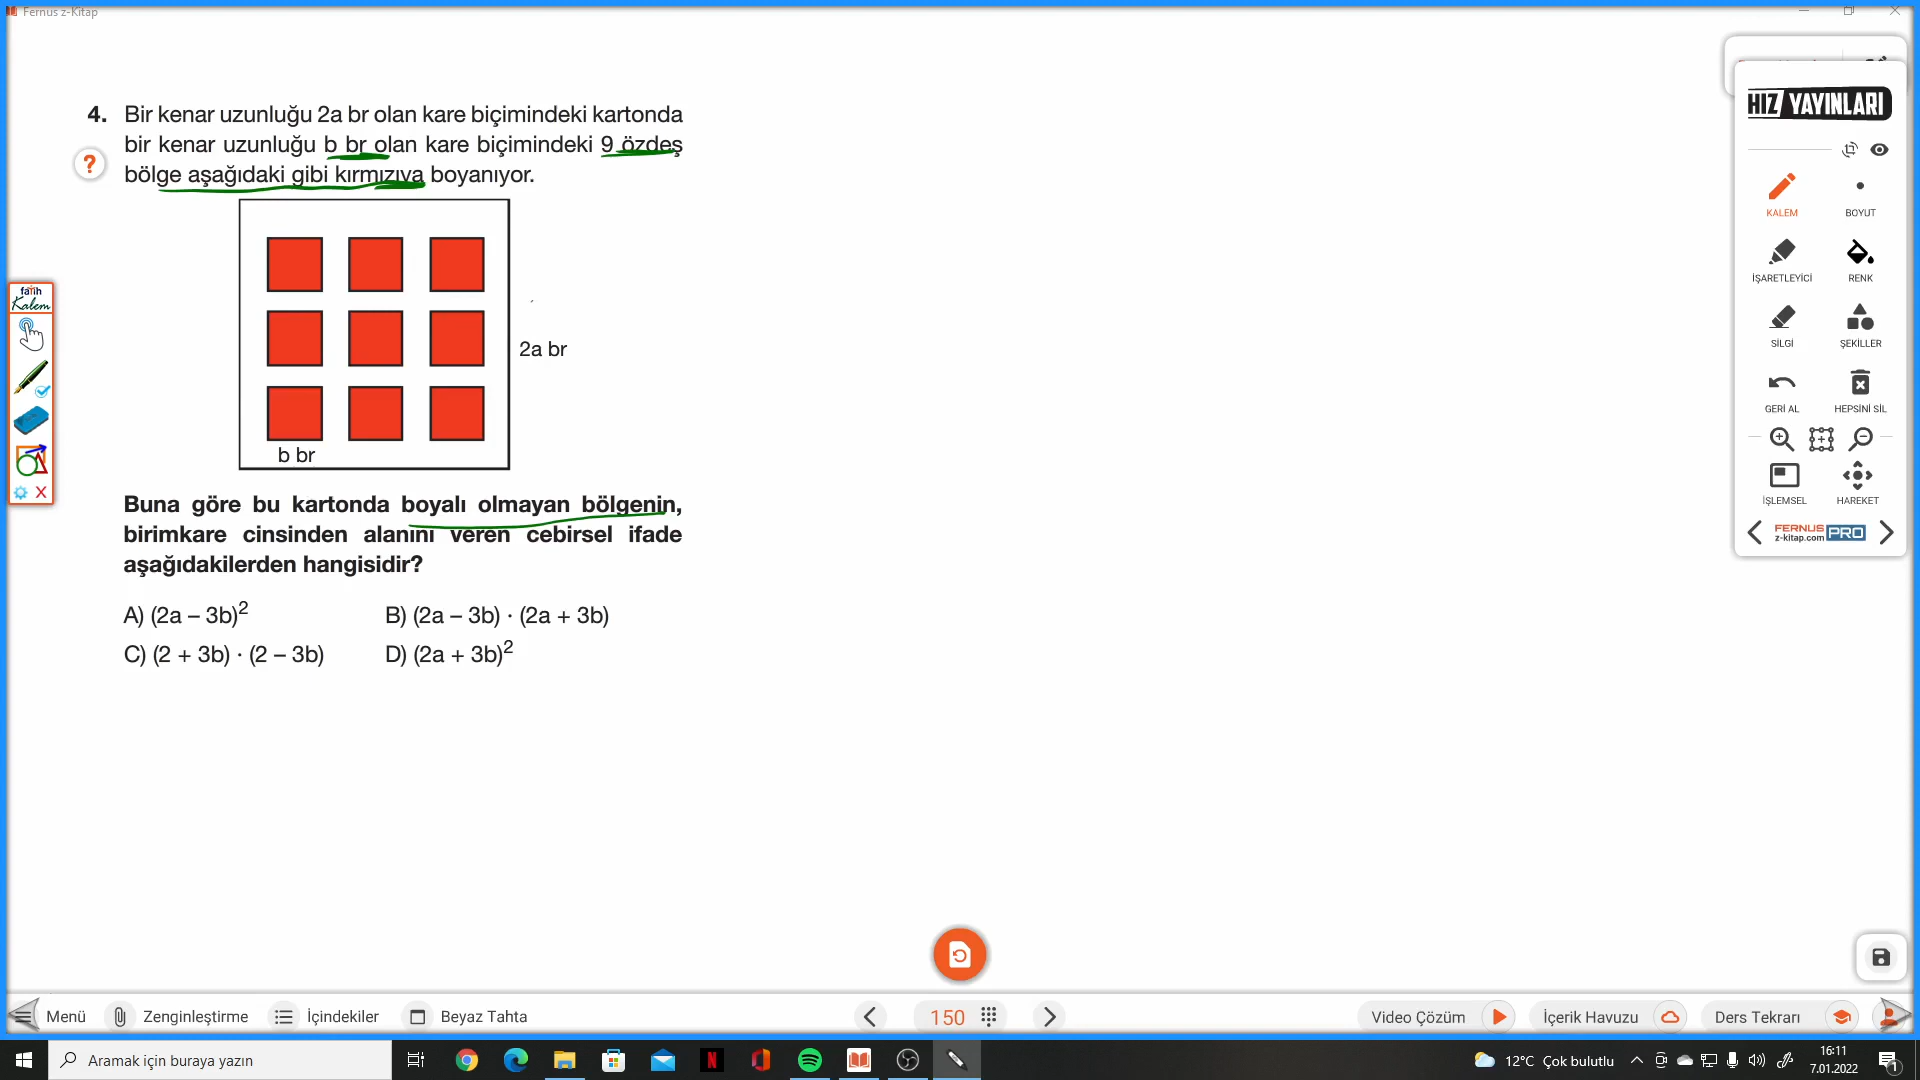 Fernus z-Kitap
4. Bir kenar uzunluğu 2a br olan kare biçimindeki kartonda
bir kenar uzunluğu b br olan kare biçimindeki 9 özdeş
?
bölge aşağıdaki gibi kırmızıya boyanıyor.
2a br
b br
Buna göre bu kartonda boyalı olmayan bölgenin,
birimkare cinsinden alanını veren cebirsel ifade
aşağıdakilerden hangisidir?
A) (2a – 3b)² B) (2a – 3b) · (2a + 3b)
C) (2 + 3b) · (2 – 3b) D) (2a + 3b)²
fatih
Kalem
X
HIZ YAYINLARI
KALEM BOYUT
İŞARETLEYİCİ RENK
SİLGİ ŞEKİLLER
GERİ AL HEPSİNİ SİL
İŞLEMSEL HAREKET
FERNUS PRO
z-kitap.com
Menü Zenginleştirme İçindekiler Beyaz Tahta 150 Video Çözüm İçerik Havuzu Ders Tekrarı
Aramak için buraya yazın N 12°C Çok bulutlu 16:11
7.01.2022
1